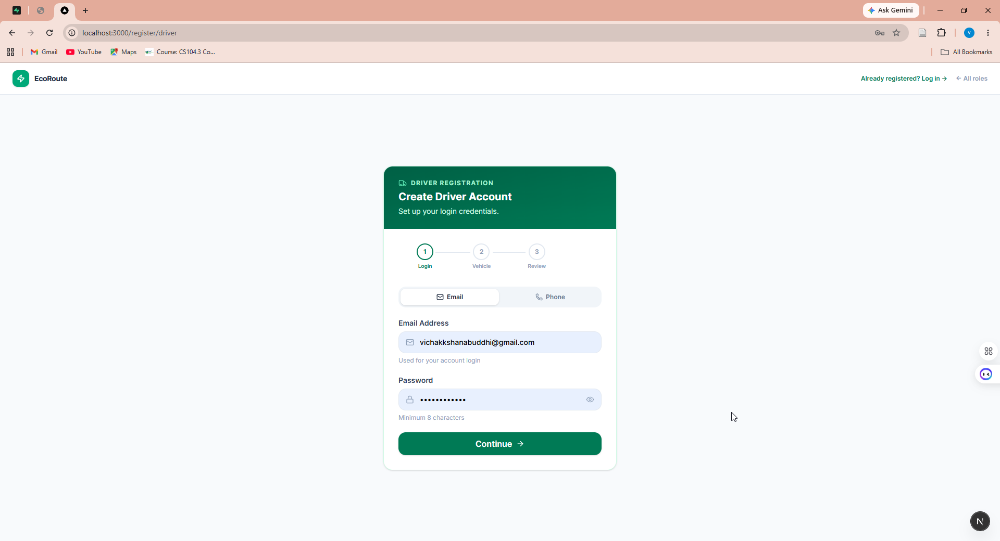 Ask Gemini
localhost:3000/register/driver
V
Gmail
YouTube
Maps
Course: CS104.3 Co...
All Bookmarks
EcoRoute
Already registered? Log in →
← All roles
DRIVER REGISTRATION
Create Driver Account
Set up your login credentials.
1
2
3
Login
Vehicle
Review
Email
Phone
Email Address
vichakkshanabuddhi@gmail.com
Used for your account login
Password
••••••••••••
Minimum 8 characters
Continue →
N